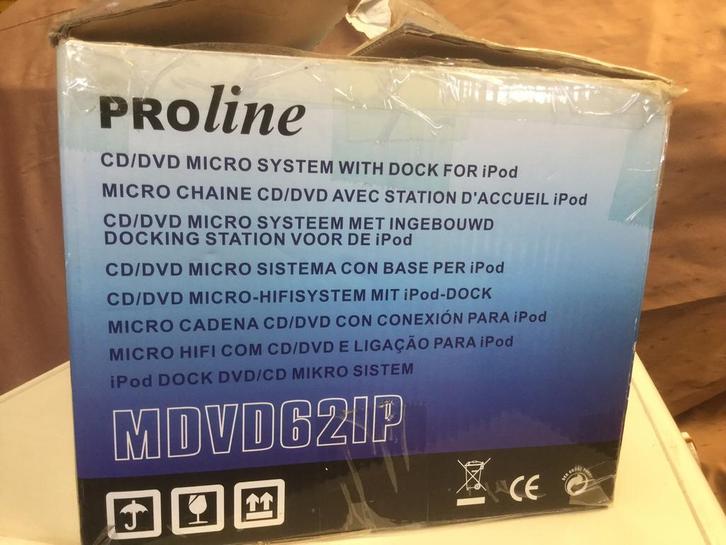 PROline
CD/DVD MICRO SYSTEM WITH DOCK FOR iPod
MICRO CHAINE CD/DVD AVEC STATION D'ACCUEIL iPod
CD/DVD MICRO SYSTEEM MET INGEBOUWD
DOCKING STATION VOOR DE iPod
CD/DVD MICRO SISTEMA CON BASE PER iPod
CD/DVD MICRO-HIFISYSTEM MIT iPod-DOCK
MICRO CADENA CD/DVD CON CONEXIÓN PARA iPod
MICRO HIFI COM CD/DVD E LIGAÇÃO PARA iPod
iPod DOCK DVD/CD MIKRO SISTEM
MDVD62IP
CE